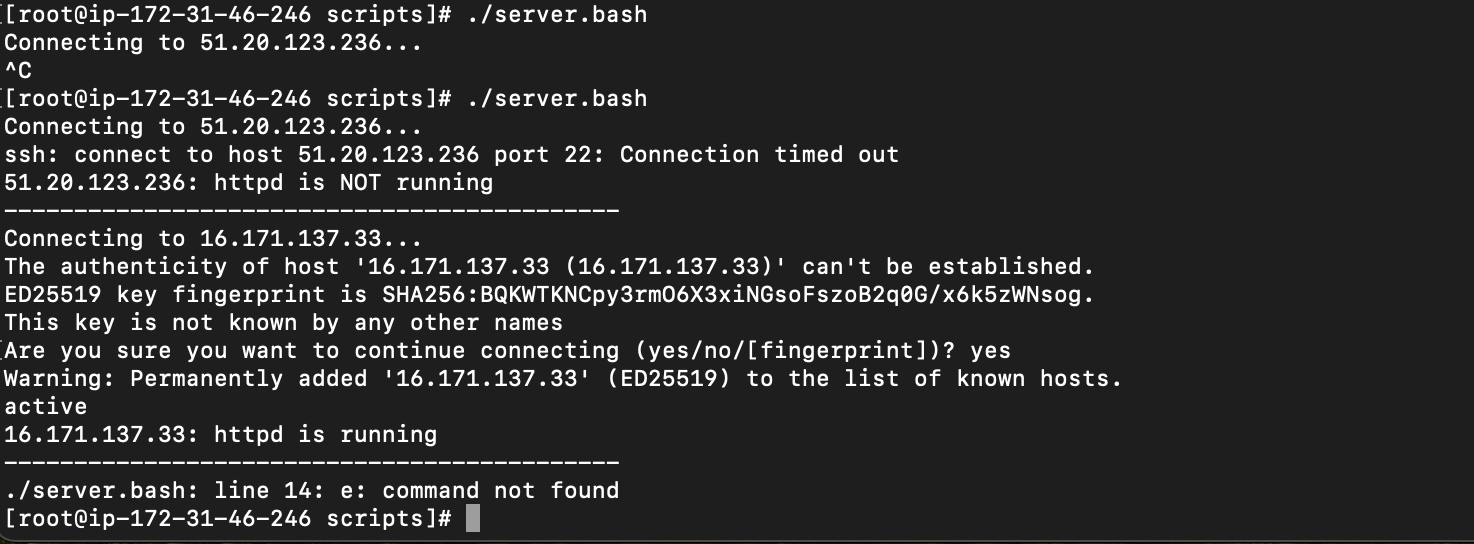 [root@ip-172-31-46-246 scripts]# ./server.bash
Connecting to 51.20.123.236...
^C
[root@ip-172-31-46-246 scripts]# ./server.bash
Connecting to 51.20.123.236...
ssh: connect to host 51.20.123.236 port 22: Connection timed out
51.20.123.236: httpd is NOT running
--------------------------------------------
Connecting to 16.171.137.33...
The authenticity of host '16.171.137.33 (16.171.137.33)' can't be established.
ED25519 key fingerprint is SHA256:BQKWTKNCpy3rmO6X3xiNGsoFszoB2q0G/x6k5zWNsog.
This key is not known by any other names
Are you sure you want to continue connecting (yes/no/[fingerprint])? yes
Warning: Permanently added '16.171.137.33' (ED25519) to the list of known hosts.
active
16.171.137.33: httpd is running
--------------------------------------------
./server.bash: line 14: e: command not found
[root@ip-172-31-46-246 scripts]#